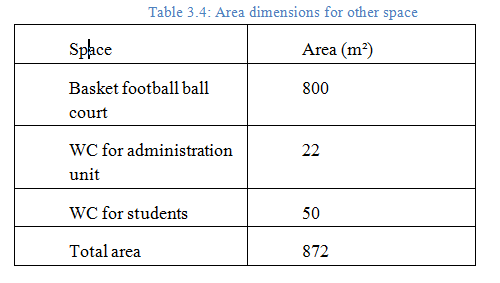 Table 3.4: Area dimensions for other space
Space Area (m²)
Basket football ball 800
court
WC for administration 22
unit
WC for students 50
Total area 872